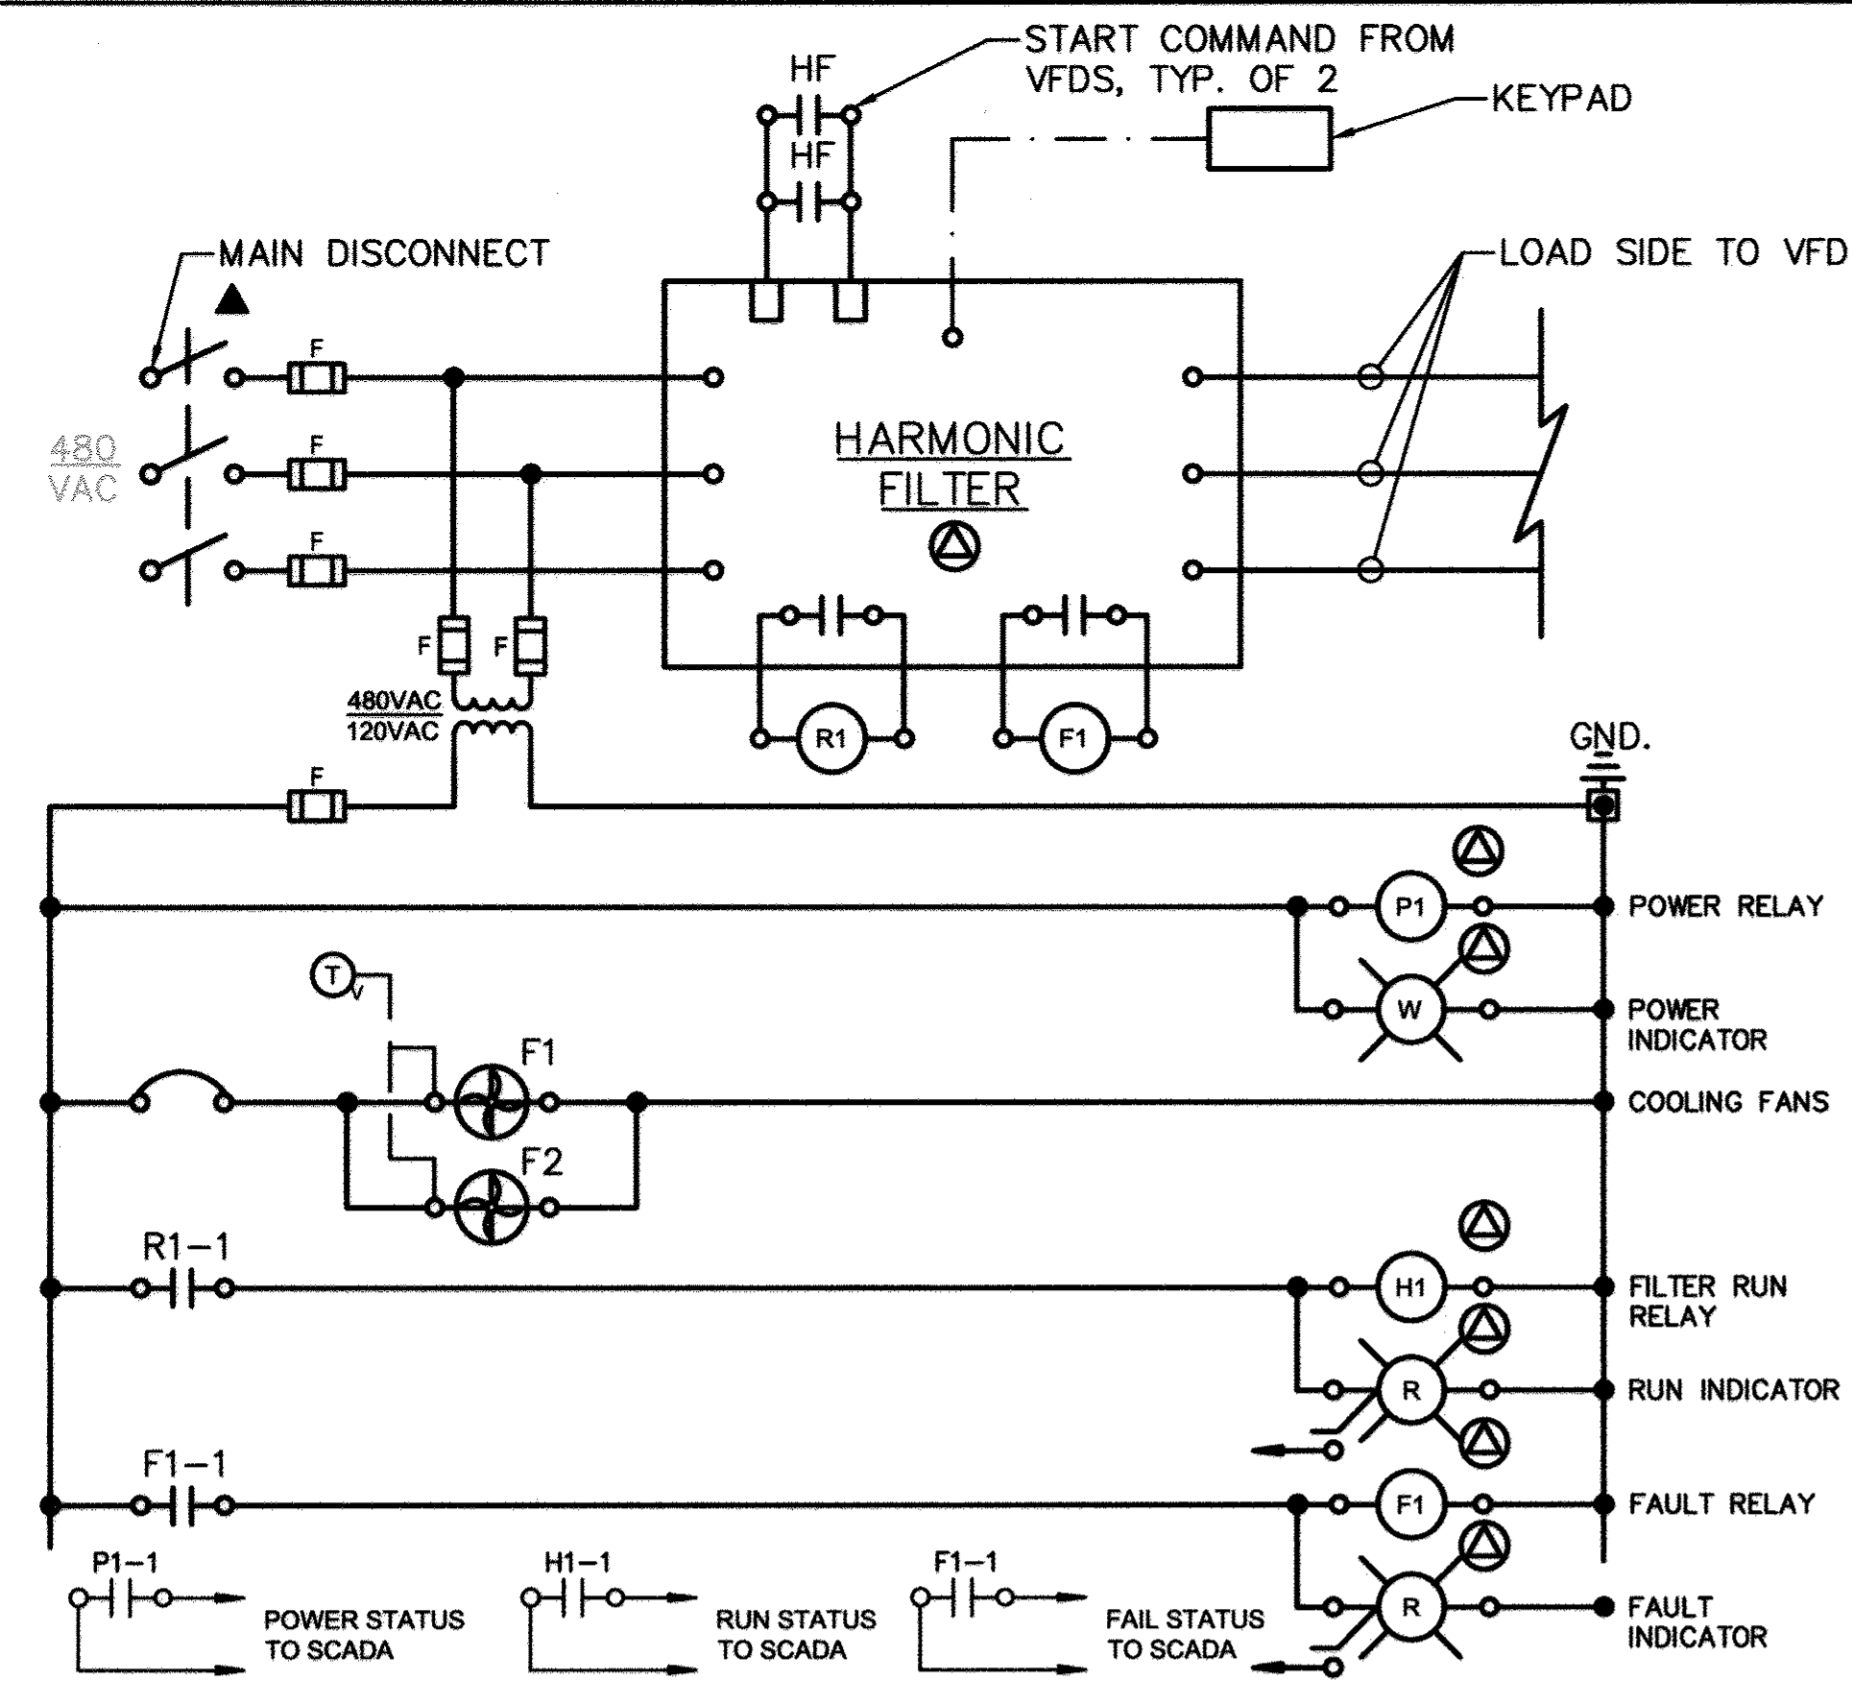 START COMMAND FROM
VFDS, TYP. OF 2
HF
KEYPAD
HF
MAIN DISCONNECT
LOAD SIDE TO VFD
F
480
VAC
F
HARMONIC
FILTER
F
F
F
480VAC
120VAC
R1
F1
GND.
F
P1
POWER RELAY
T
V
W
POWER
INDICATOR
F1
COOLING FANS
F2
R1-1
H1
FILTER RUN
RELAY
R
RUN INDICATOR
F1-1
F1
FAULT RELAY
P1-1
H1-1
F1-1
POWER STATUS
TO SCADA
RUN STATUS
TO SCADA
FAIL STATUS
TO SCADA
R
FAULT
INDICATOR